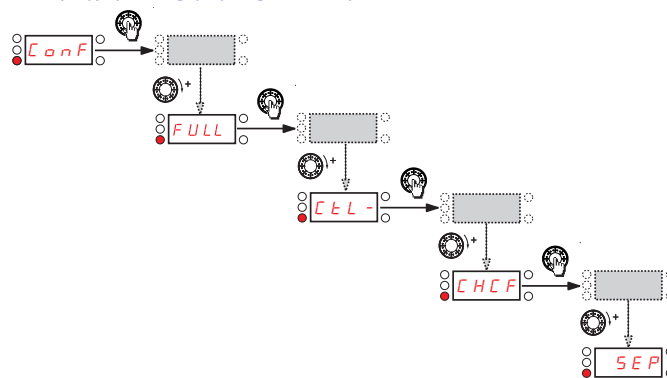 ConF
+
FULL
+
CtL-
+
CHCF
+
SEP